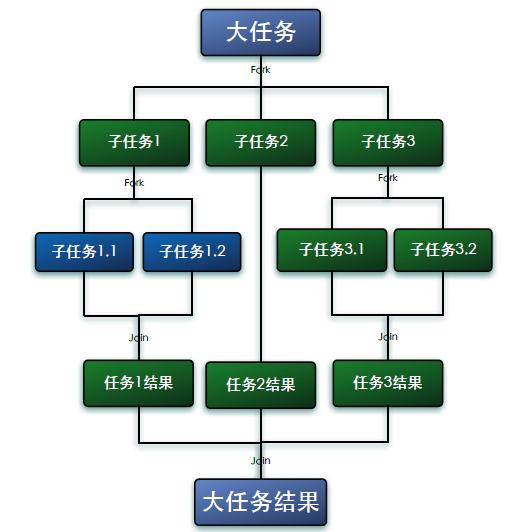 大任务
Fork
子任务1
子任务2
子任务3
Fork
Fork
子任务1.1
子任务1.2
子任务3.1
子任务3.2
Join
Join
任务1结果
任务2结果
任务3结果
Join
大任务结果